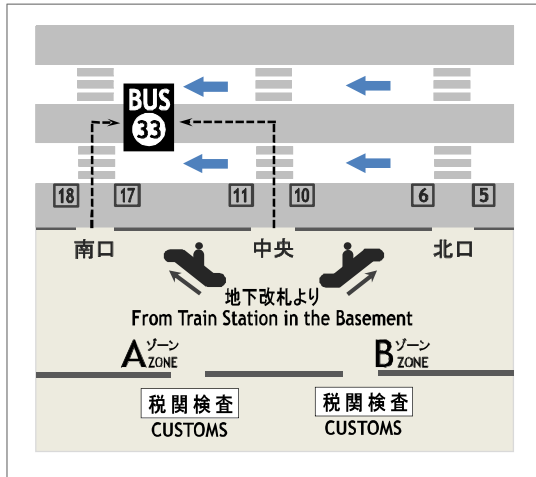 BUS
33
18
17
11
10
6
5
南口
中央
北口
地下改札より
From Train Station in the Basement
A ゾーン ZONE
B ゾーン ZONE
税関検査
CUSTOMS
税関検査
CUSTOMS